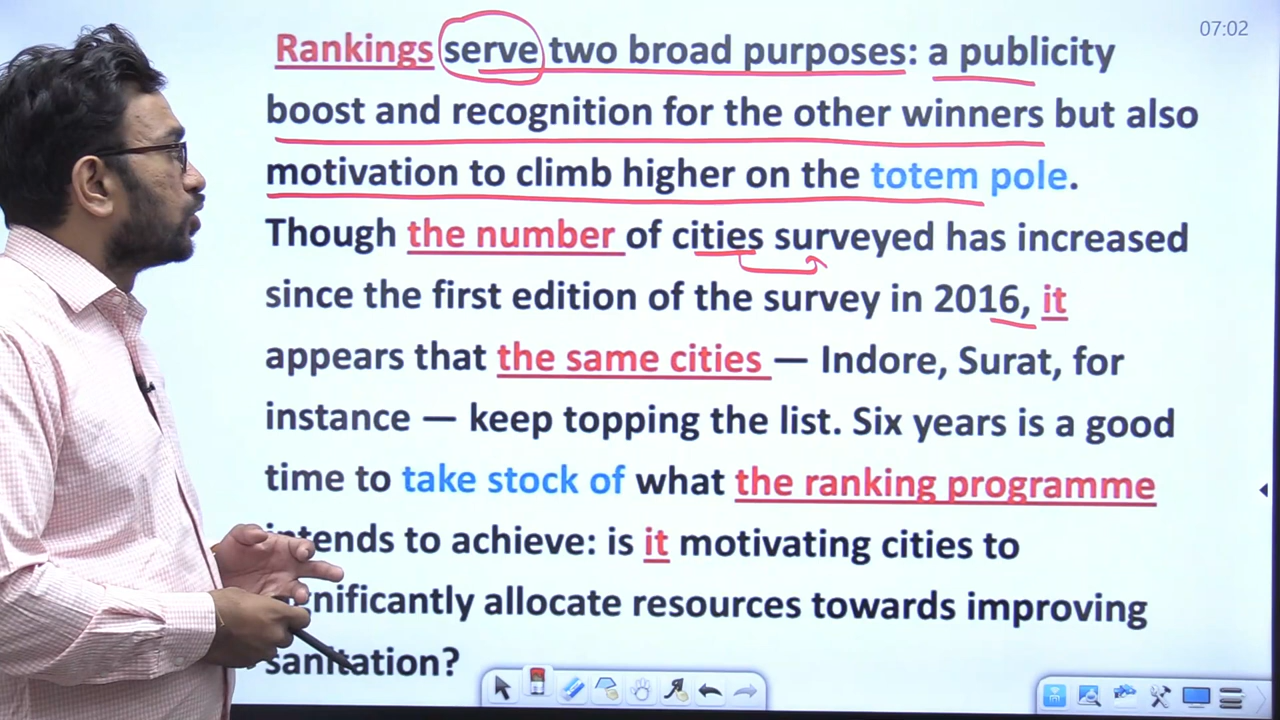 07:02
Rankings serve two broad purposes: a publicity
boost and recognition for the other winners but also
motivation to climb higher on the totem pole.
Though the number of cities surveyed has increased
since the first edition of the survey in 2016, it
appears that the same cities — Indore, Surat, for
instance — keep topping the list. Six years is a good
time to take stock of what the ranking programme
intends to achieve: is it motivating cities to
significantly allocate resources towards improving
sanitation?